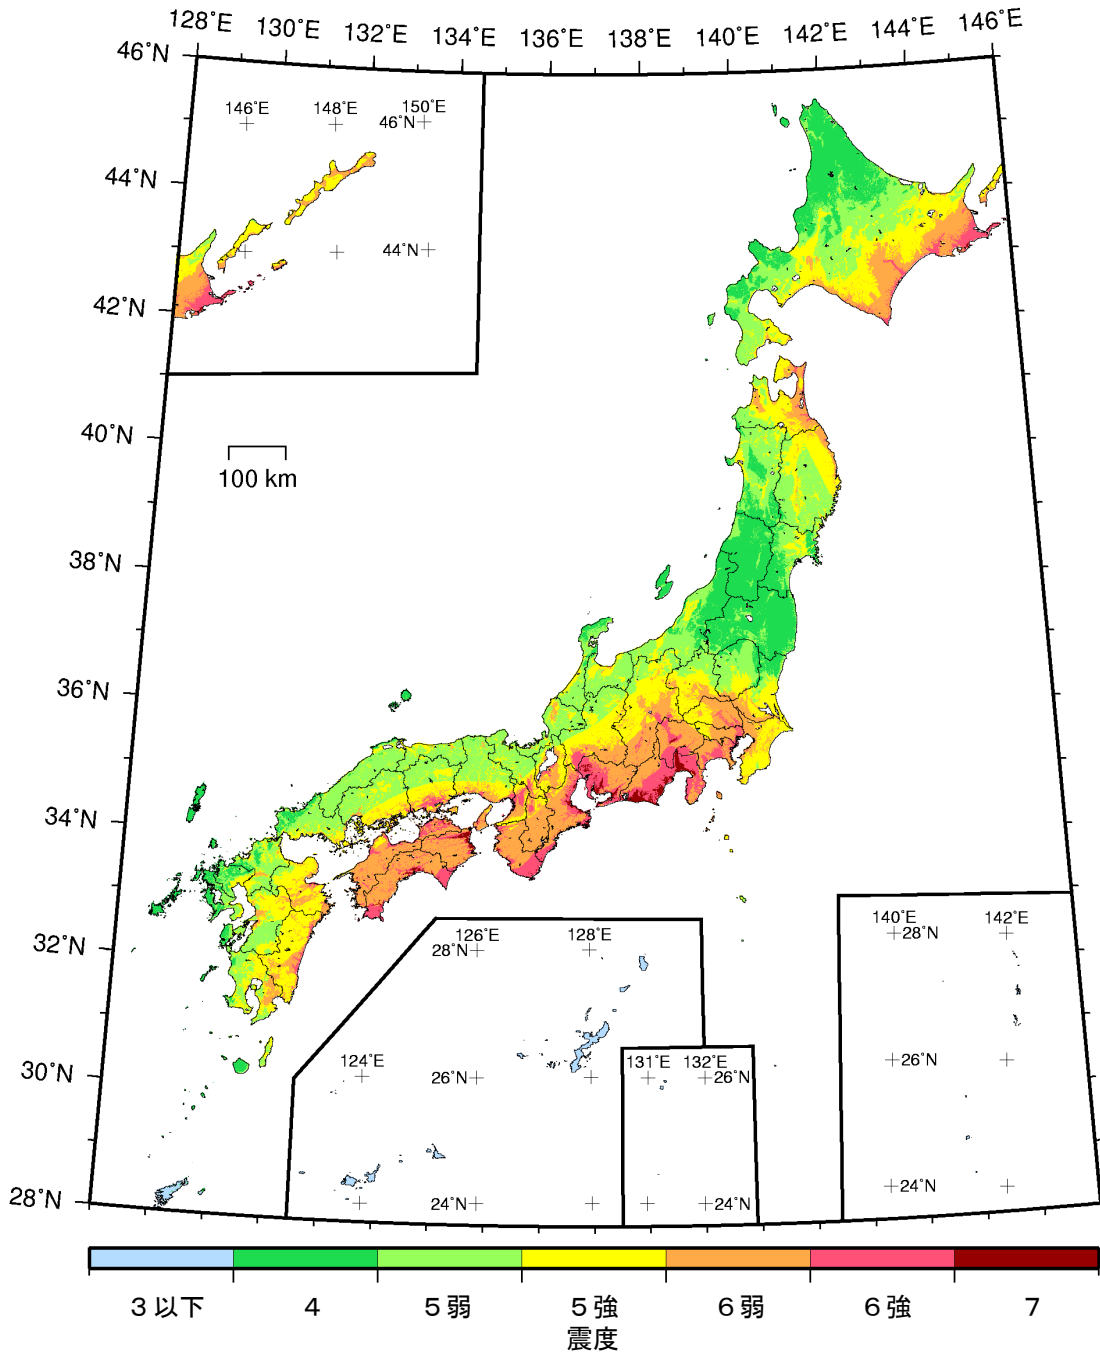 128°E 130°E 132°E 134°E 136°E 138°E 140°E 142°E 144°E 146°E
46°N
146°E 148°E 150°E
46°N
44°N
44°N
42°N
40°N
100 km
38°N
36°N
34°N
32°N
126°E 128°E
28°N
140°E 142°E
28°N
124°E
26°N
131°E 132°E
26°N
26°N
30°N
24°N
24°N
24°N
28°N
3以下 4 5弱 5強 6弱 6強 7
震度